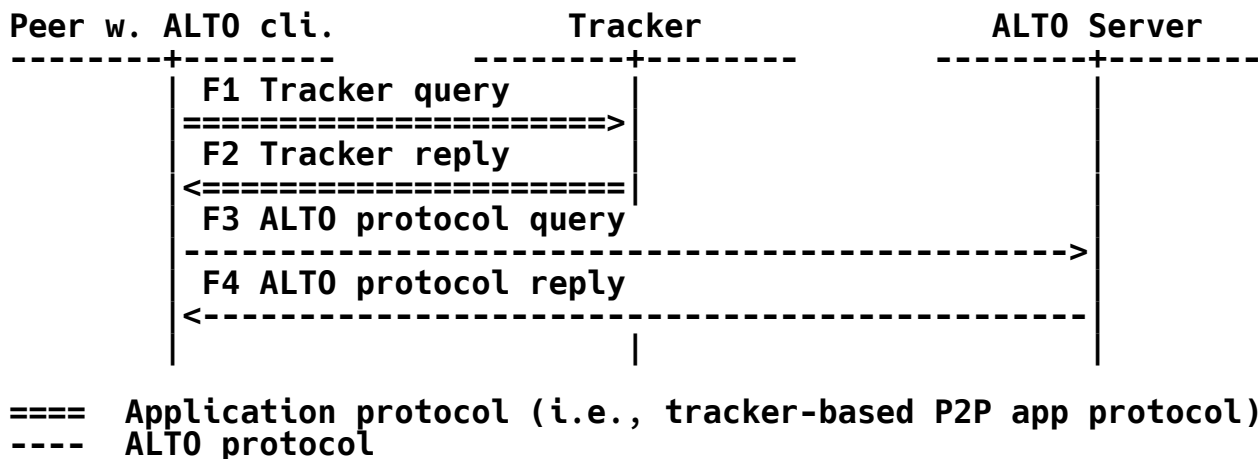 Peer w. ALTO cli.            Tracker               ALTO Server
--------+--------       --------+--------       --------+--------
        | F1 Tracker query      |                       |
        |======================>|                       |
        | F2 Tracker reply      |                       |
        |<======================|                       |
        | F3 ALTO protocol query                        |
        |---------------------------------------------->|
        | F4 ALTO protocol reply                        |
        |<----------------------------------------------|
        |                       |                       |
====  Application protocol (i.e., tracker-based P2P app protocol)
----  ALTO protocol